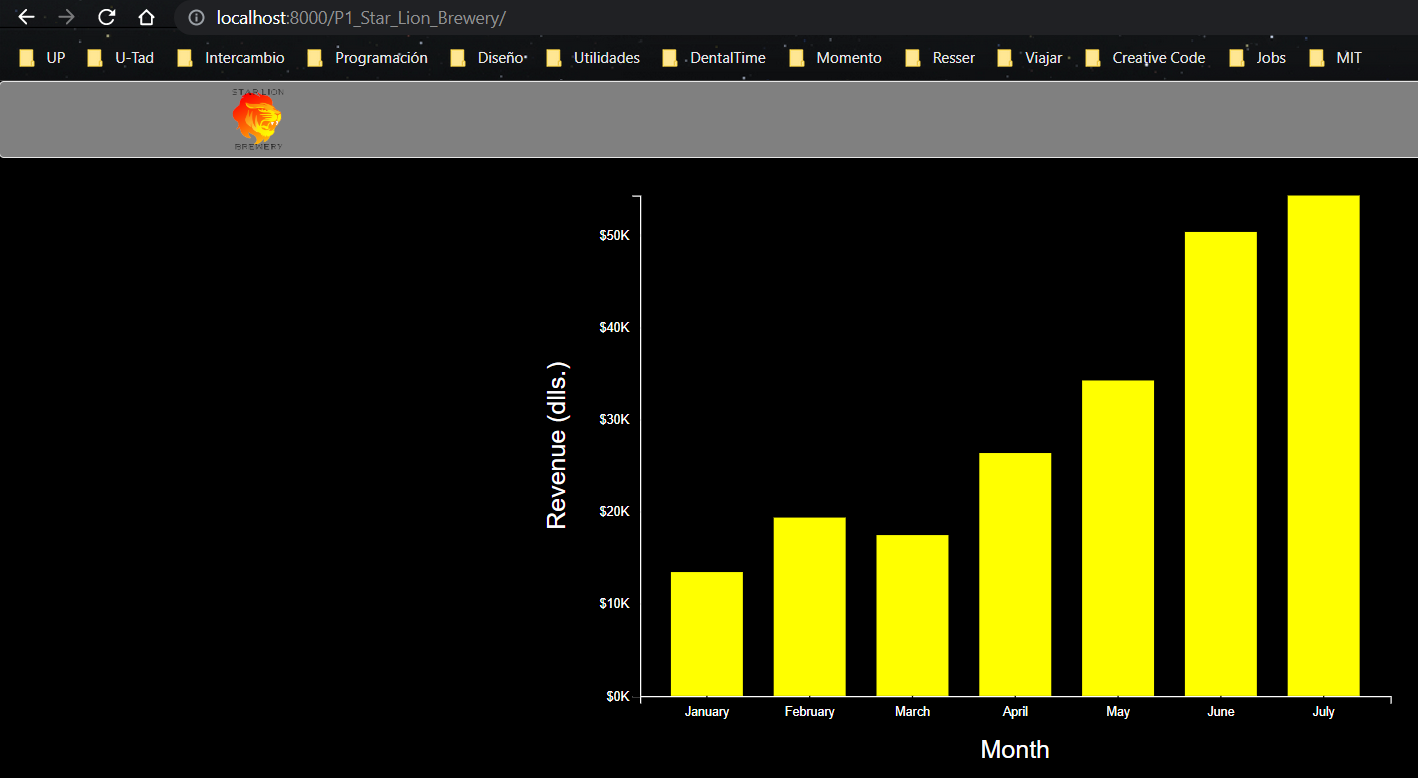 localhost:8000/P1_Star_Lion_Brewery/
UP U-Tad Intercambio Programación Diseño Utilidades DentalTime Momento Resser Viajar Creative Code Jobs MIT
STAR LION
BREWERY
$50K
$40K
$30K
$20K
$10K
$0K
Revenue (dlls.)
January February March April May June July
Month